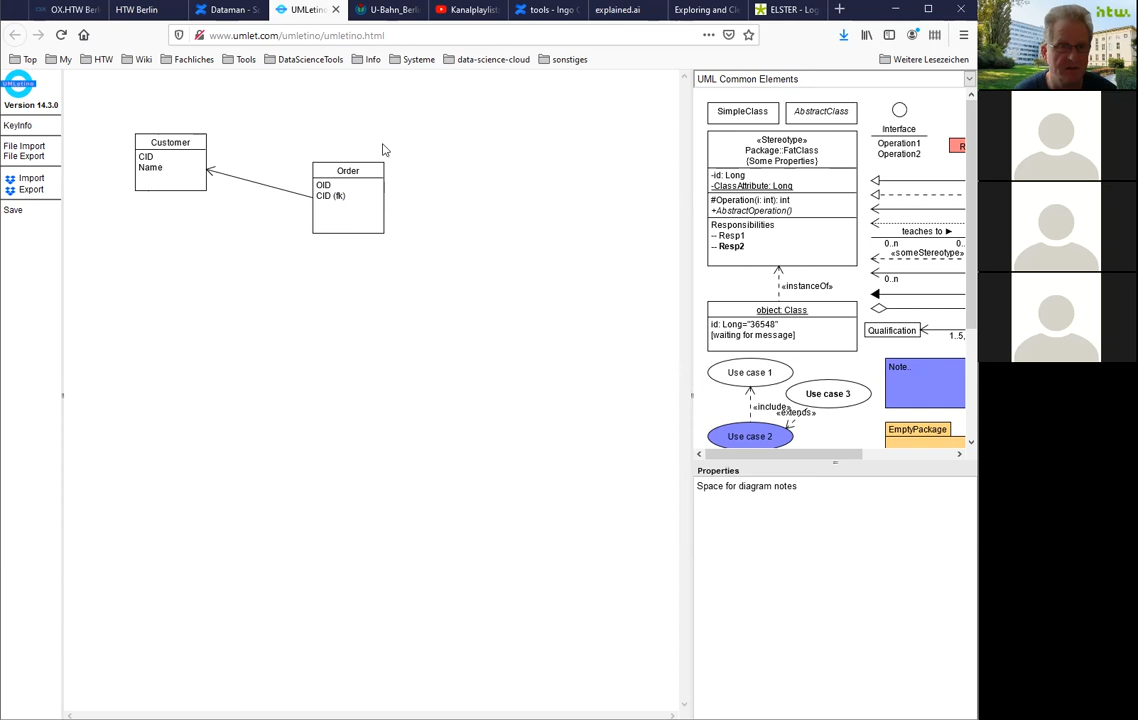 OX.HTW Berl
HTW Berlin
Dataman - S
UMLetino
U-Bahn_Berli
Kanalplaylist
tools - Ingo
explained.ai
Exploring and Cl
ELSTER - Log
www.umlet.com/umletino/umletino.html
Top
My
HTW
Wiki
Fachliches
Tools
DataScienceTools
Info
Systeme
data-science-cloud
sonstiges
Weitere Lesezeichen
htw
UMLetino
Version 14.3.0
KeyInfo
File Import
File Export
Import
Export
Save
Customer
CID
Name
Order
OID
CID (fk)
UML Common Elements
SimpleClass
AbstractClass
«Stereotype»
Package::FatClass
{Some Properties}
-id: Long
-ClassAttribute: Long
#Operation(i: int): int
+AbstractOperation()
Responsibilities
-- Resp1
-- Resp2
«instanceOf»
object: Class
id: Long="36548"
[waiting for message]
Use case 1
«include»
Use case 3
«extends»
Use case 2
Interface
Operation1
Operation2
R
teaches to ►
0..n
0..
«someStereotype»
0..n
Qualification
1..5,
Note..
EmptyPackage
Properties
Space for diagram notes